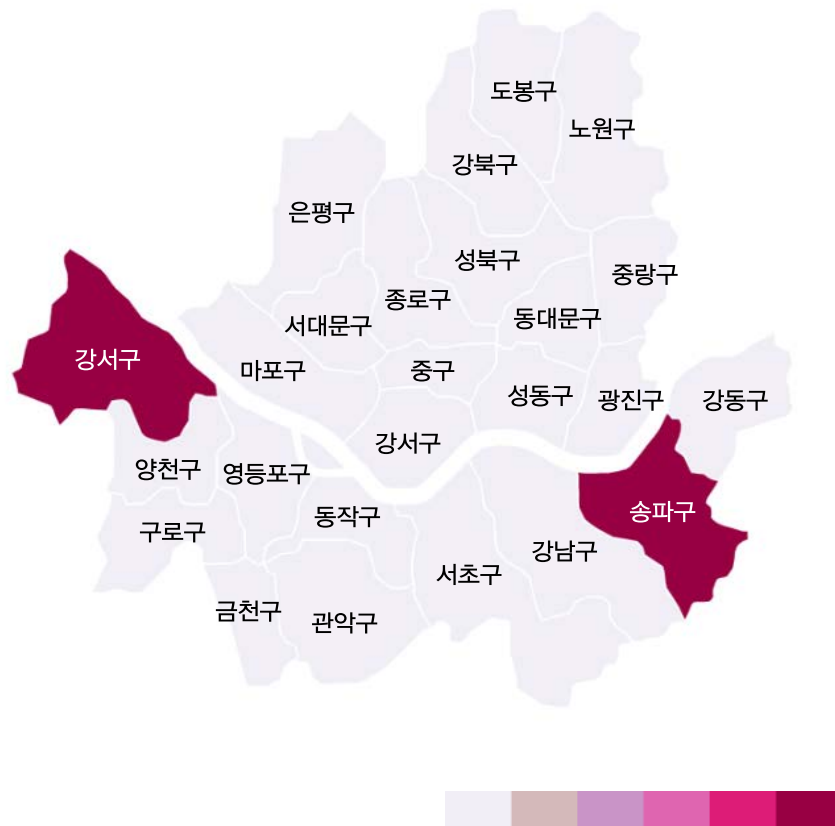 도봉구
노원구
강북구
은평구
성북구
중랑구
종로구
동대문구
서대문구
강서구
마포구
중구
성동구
광진구
강동구
강서구
양천구
영등포구
송파구
동작구
구로구
강남구
서초구
금천구
관악구